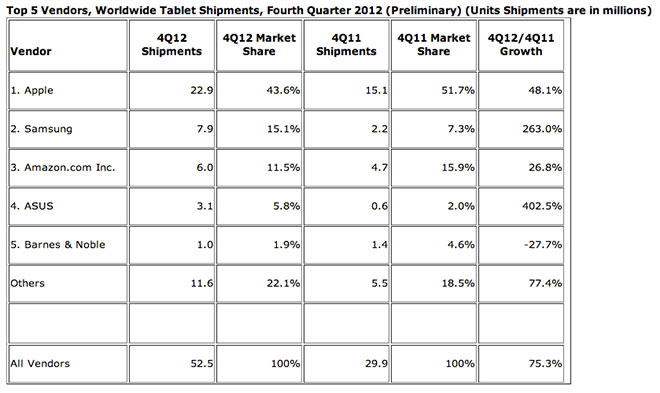 Top 5 Vendors, Worldwide Tablet Shipments, Fourth Quarter 2012 (Preliminary) (Units Shipments are in millions)
Vendor 4Q12 Shipments 4Q12 Market Share 4Q11 Shipments 4Q11 Market Share 4Q12/4Q11 Growth
1. Apple 22.9 43.6% 15.1 51.7% 48.1%
2. Samsung 7.9 15.1% 2.2 7.3% 263.0%
3. Amazon.com Inc. 6.0 11.5% 4.7 15.9% 26.8%
4. ASUS 3.1 5.8% 0.6 2.0% 402.5%
5. Barnes & Noble 1.0 1.9% 1.4 4.6% -27.7%
Others 11.6 22.1% 5.5 18.5% 77.4%
All Vendors 52.5 100% 29.9 100% 75.3%